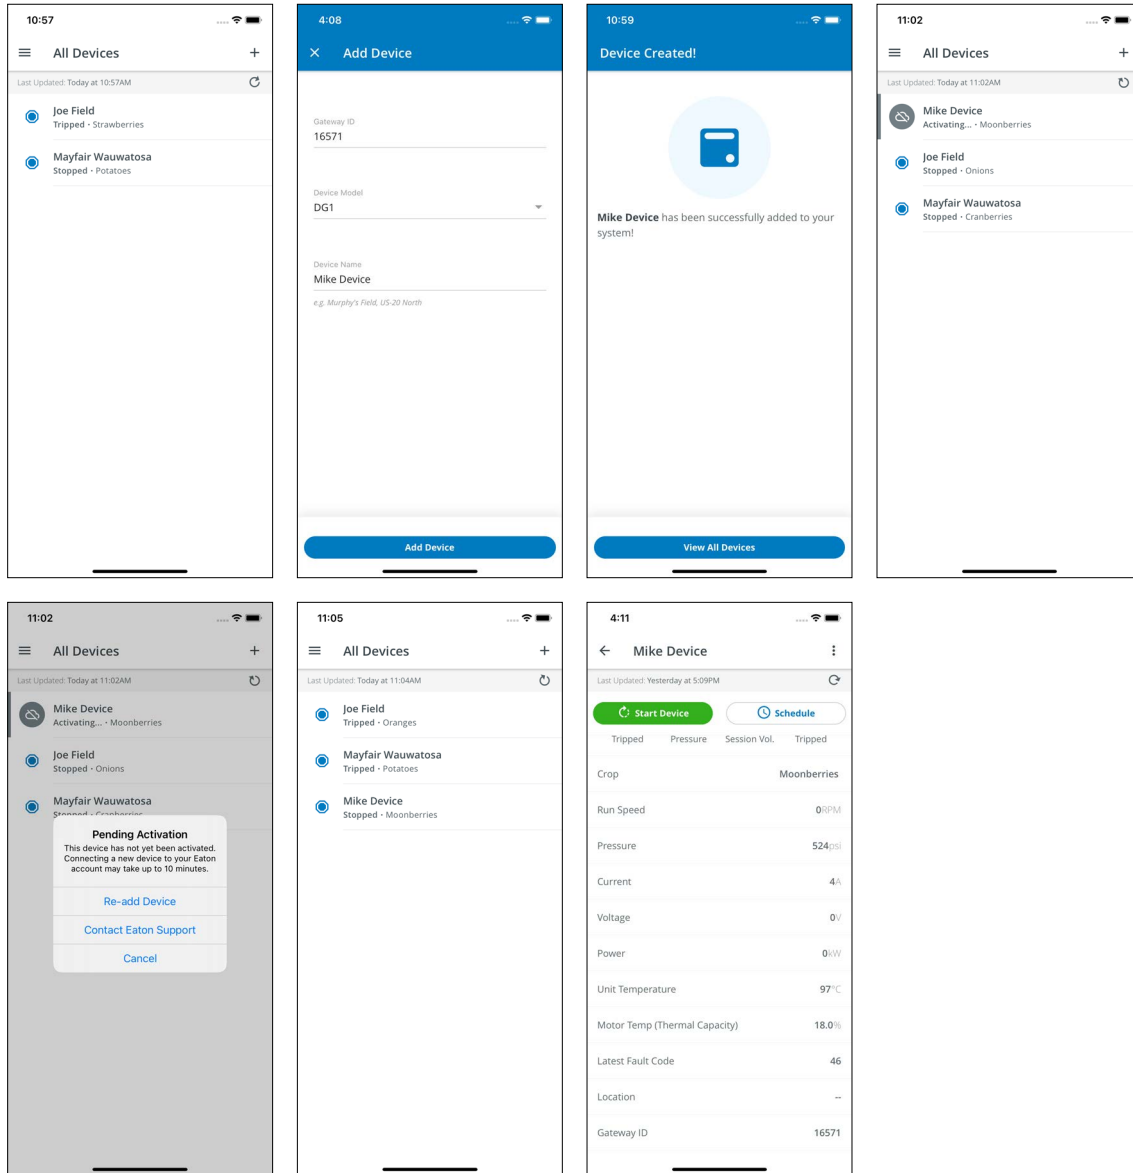 10:57
All Devices
Last Updated: Today at 10:57AM
Joe Field
Tripped · Strawberries
Mayfair Wauwatosa
Stopped · Potatoes
4:08
Add Device
Gateway ID
16571
Device Model
DG1
Device Name
Mike Device
e.g. Murphy's Field, US-20 North
Add Device
10:59
Device Created!
Mike Device has been successfully added to your
system!
View All Devices
11:02
All Devices
Last Updated: Today at 11:02AM
Mike Device
Activating... · Moonberries
Joe Field
Stopped · Onions
Mayfair Wauwatosa
Stopped · Cranberries
11:02
All Devices
Last Updated: Today at 11:02AM
Mike Device
Activating... · Moonberries
Joe Field
Stopped · Onions
Mayfair Wauwatosa
Stopped · Cranberries
Pending Activation
This device has not yet been activated.
Connecting a new device to your Eaton
account may take up to 10 minutes.
Re-add Device
Contact Eaton Support
Cancel
11:05
All Devices
Last Updated: Today at 11:04AM
Joe Field
Tripped · Oranges
Mayfair Wauwatosa
Tripped · Potatoes
Mike Device
Stopped · Moonberries
4:11
Mike Device
Last Updated: Yesterday at 5:09PM
Start Device Schedule
Tripped Pressure Session Vol. Tripped
Crop Moonberries
Run Speed 0RPM
Pressure 524psi
Current 4A
Voltage 0V
Power 0kW
Unit Temperature 97°C
Motor Temp (Thermal Capacity) 18.0%
Latest Fault Code 46
Location --
Gateway ID 16571